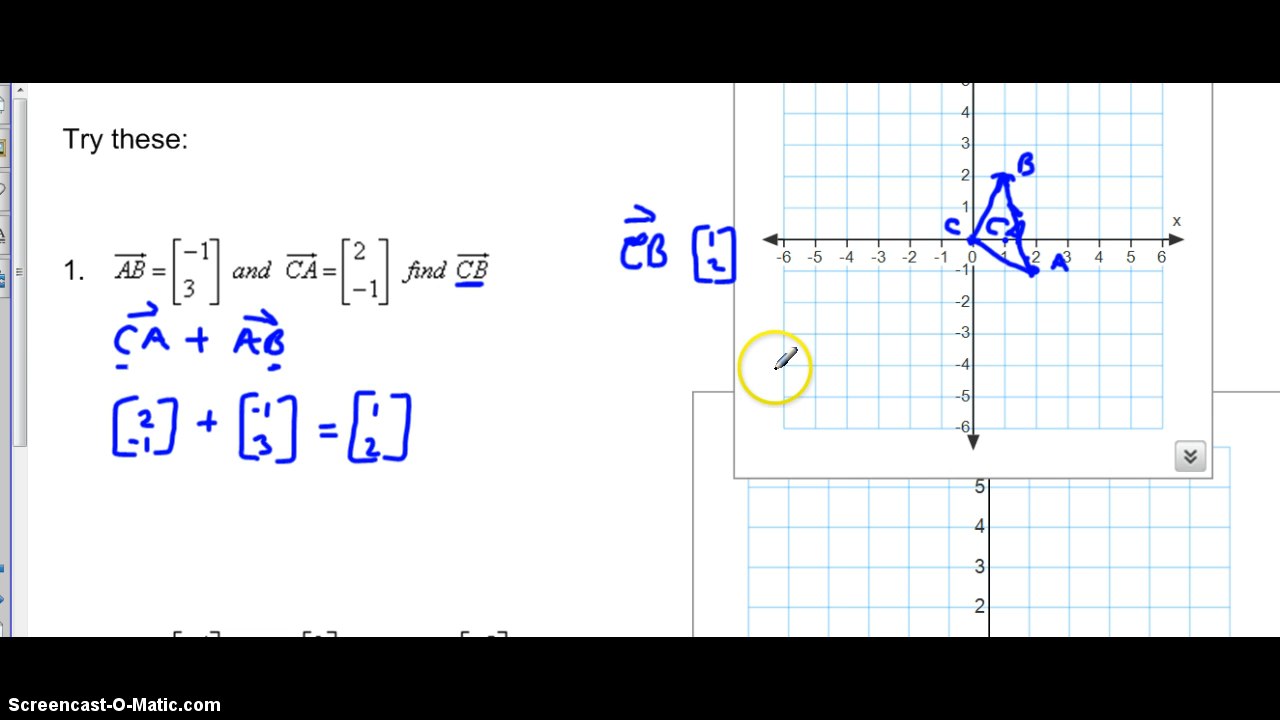 Try these:
1. AB = [-1 3] and CA = [2 -1] find CB
CA + AB
[2 -1] + [-1 3] = [1 2]
CB [1 2]
4
3
2
1
-6 -5 -4 -3 -2 -1 0 1 2 3 4 5 6
x
-1
-2
-3
-4
-5
-6
B
C
A
5
4
3
2
Screencast-O-Matic.com